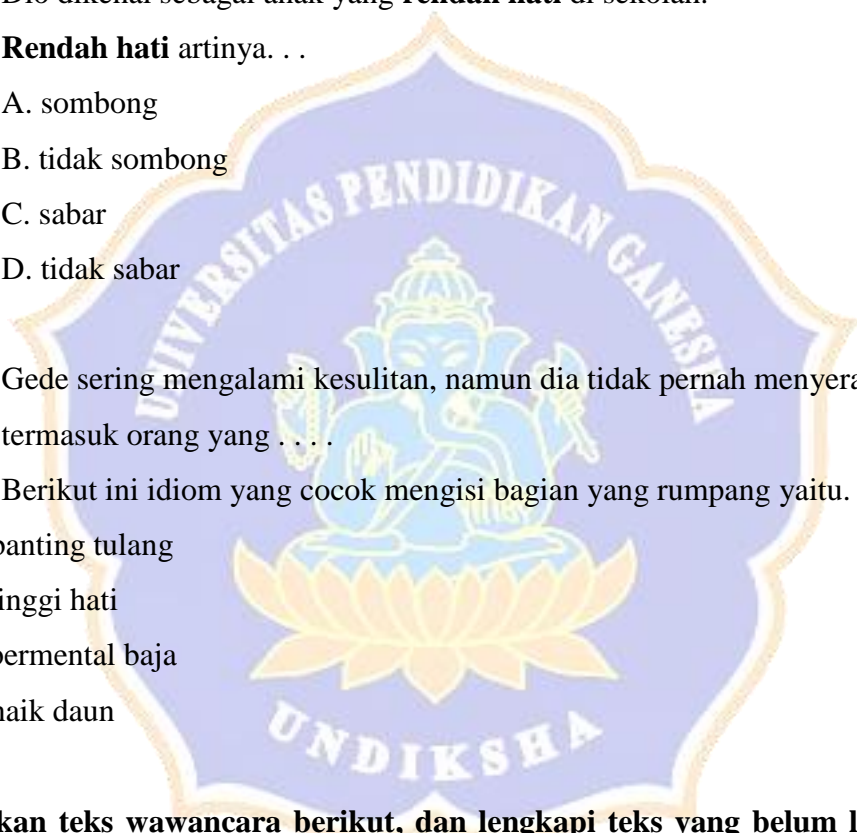 Dio dikenal sebagai anak yang rendah hati di sekolah.
Rendah hati artinya. . .
A. sombong
B. tidak sombong
C. sabar
D. tidak sabar
UNIVERSITAS PENDIDIKAN GANESHA
Gede sering mengalami kesulitan, namun dia tidak pernah
termasuk orang yang . . . .
Berikut ini idiom yang cocok mengisi bagian yang rumpang yaitu.
banting tulang
inggi hati
bermental baja
naik daun
UNDIKSHA
kan teks wawancara berikut, dan lengkapi teks yang belum